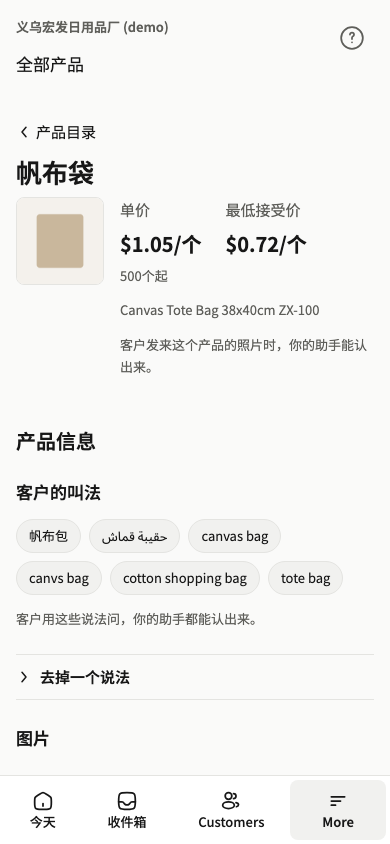 义乌宏发日用品厂 (demo)
全部产品
产品目录
帆布袋
单价
最低接受价
$1.05/个
$0.72/个
500个起
Canvas Tote Bag 38x40cm ZX-100
客户发来这个产品的照片时，你的助手能认
出来。
产品信息
客户的叫法
帆布包
حقيبة قماش
canvas bag
canvs bag
cotton shopping bag
tote bag
客户用这些说法问，你的助手都能认出来。
去掉一个说法
图片
今天
收件箱
Customers
More